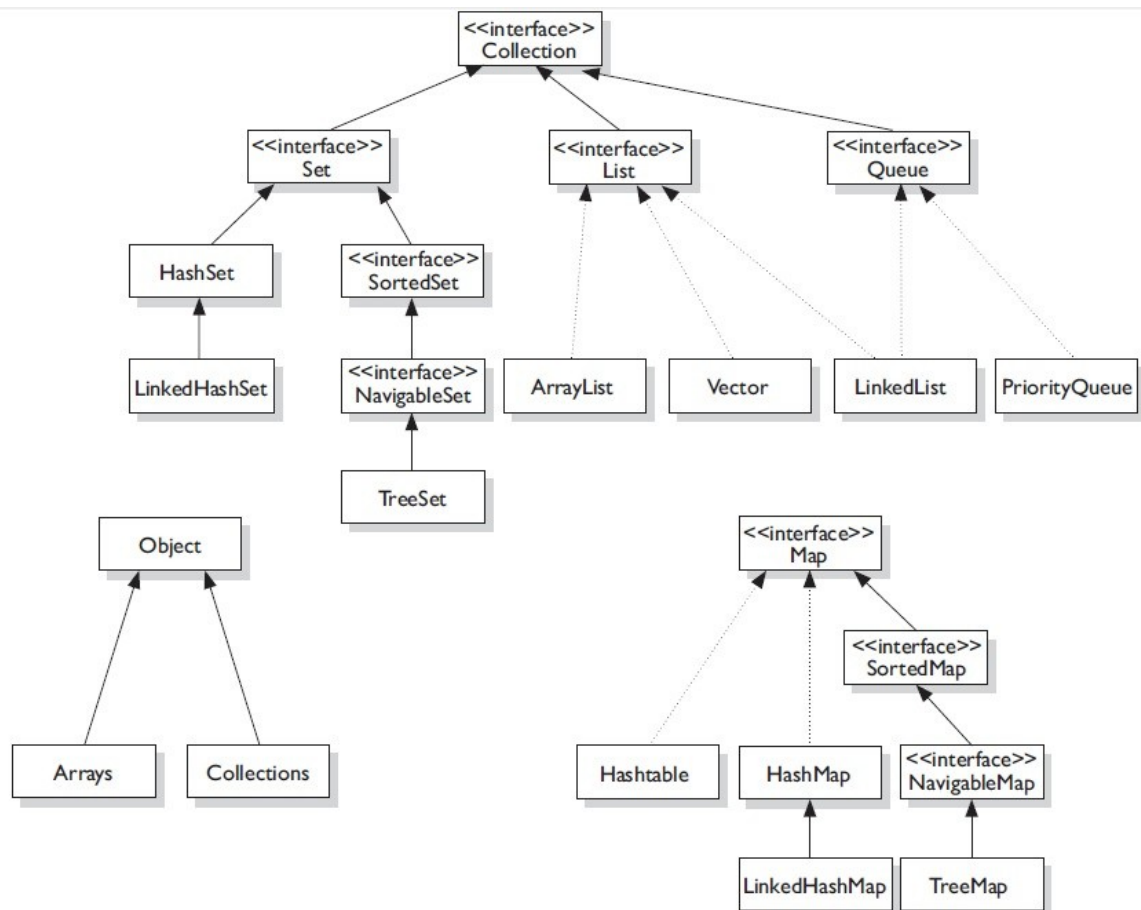 <<interface>>
Collection
<<interface>>
Set
<<interface>>
List
<<interface>>
Queue
HashSet
<<interface>>
SortedSet
LinkedHashSet
<<interface>>
NavigableSet
ArrayList
Vector
LinkedList
PriorityQueue
TreeSet
Object
<<interface>>
Map
<<interface>>
SortedMap
Arrays
Collections
Hashtable
HashMap
<<interface>>
NavigableMap
LinkedHashMap
TreeMap